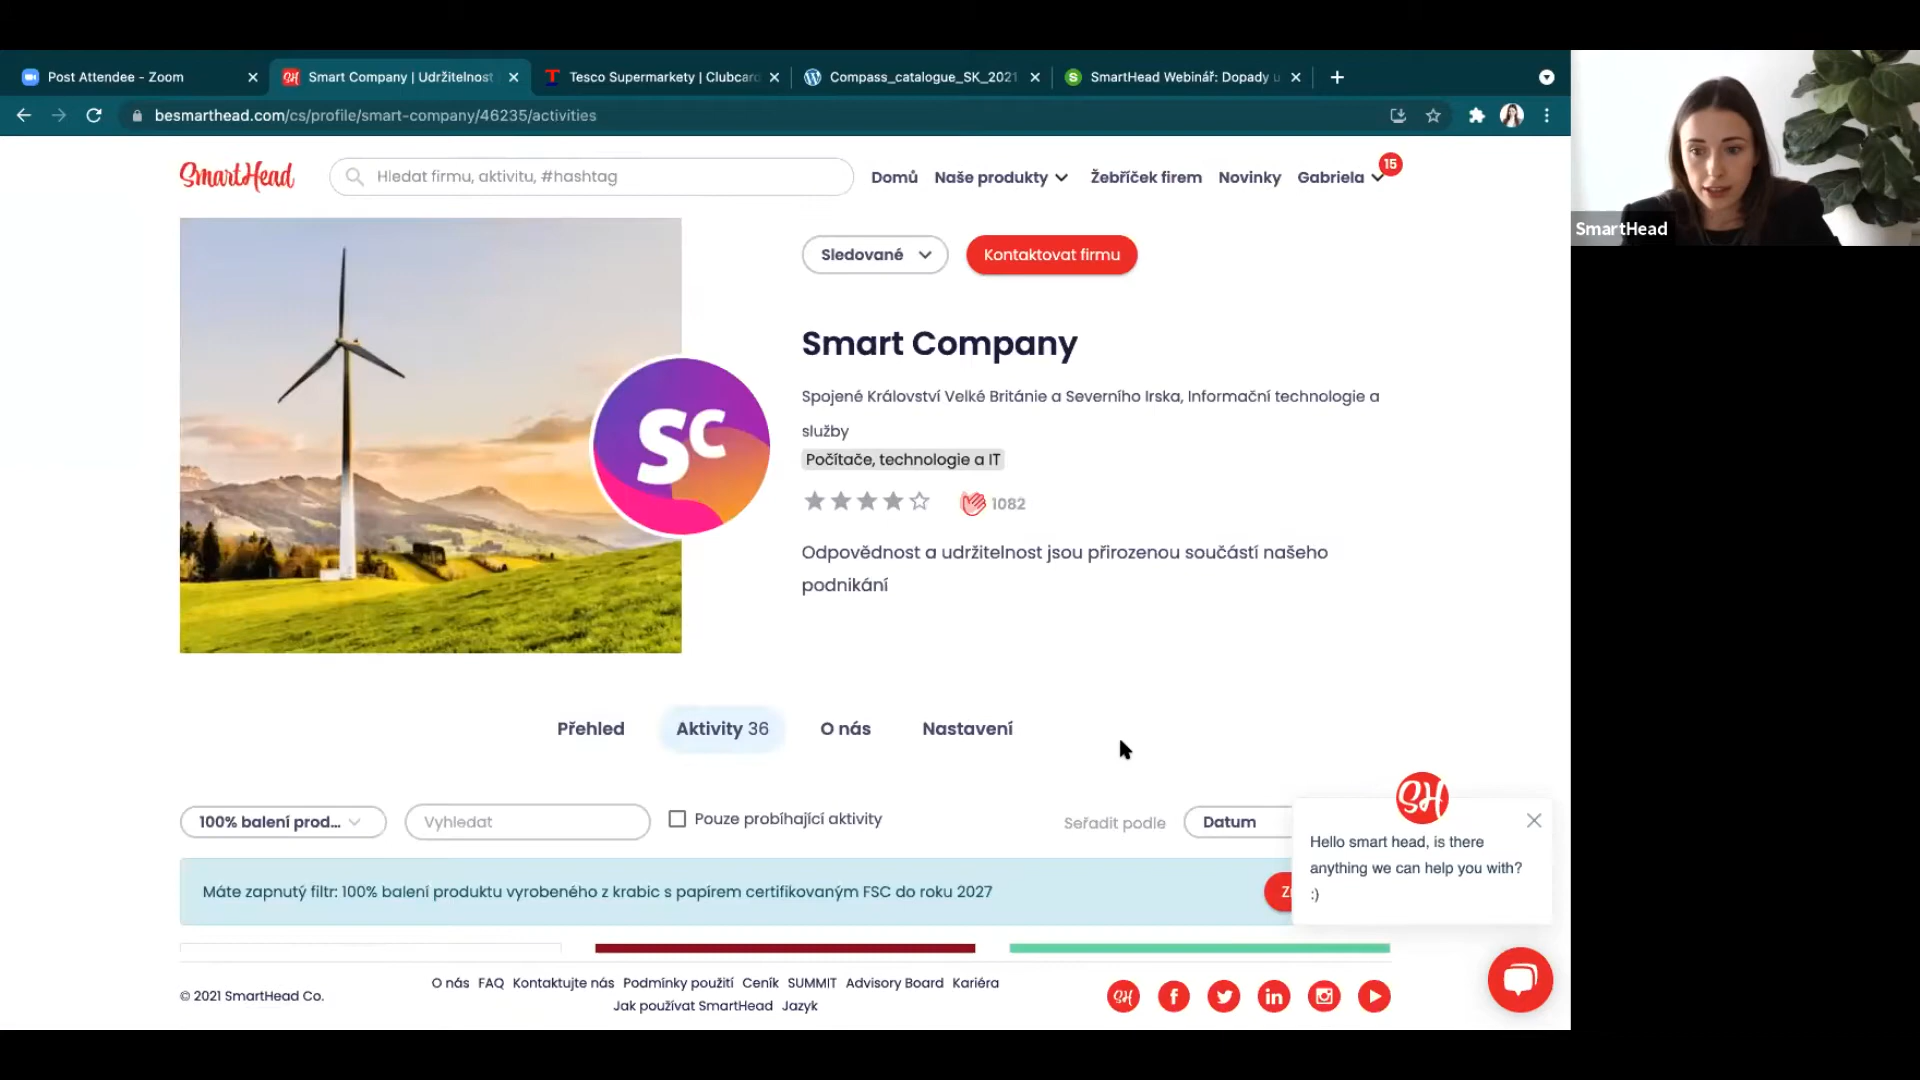 Post Attendee - Zoom
Smart Company | Udržitelnost
Tesco Supermarkety | Clubcard
Compass_catalogue_SK_2021
SmartHead Webinář: Dopady u
besmarthead.com/cs/profile/smart-company/46235/activities
SmartHead
Hledat firmu, aktivitu, #hashtag
Domů
Naše produkty
Žebříček firem
Novinky
Gabriela
15
SmartHead
Sledované
Kontaktovat firmu
Smart Company
Spojené Království Velké Británie a Severního Irska, Informační technologie a
služby
Počítače, technologie a IT
1082
SC
Odpovědnost a udržitelnost jsou přirozenou součástí našeho
podnikání
Přehled
Aktivity 36
O nás
Nastavení
100% balení prod...
Vyhledat
Pouze probíhající aktivity
Seřadit podle
Datum
SH
Hello smart head, is there
anything we can help you with?
:)
Máte zapnutý filtr: 100% balení produktu vyrobeného z krabic s papírem certifikovaným FSC do roku 2027
© 2021 SmartHead Co.
O nás FAQ Kontaktujte nás Podmínky použití Ceník SUMMIT Advisory Board Kariéra
Jak používat SmartHead Jazyk
SH